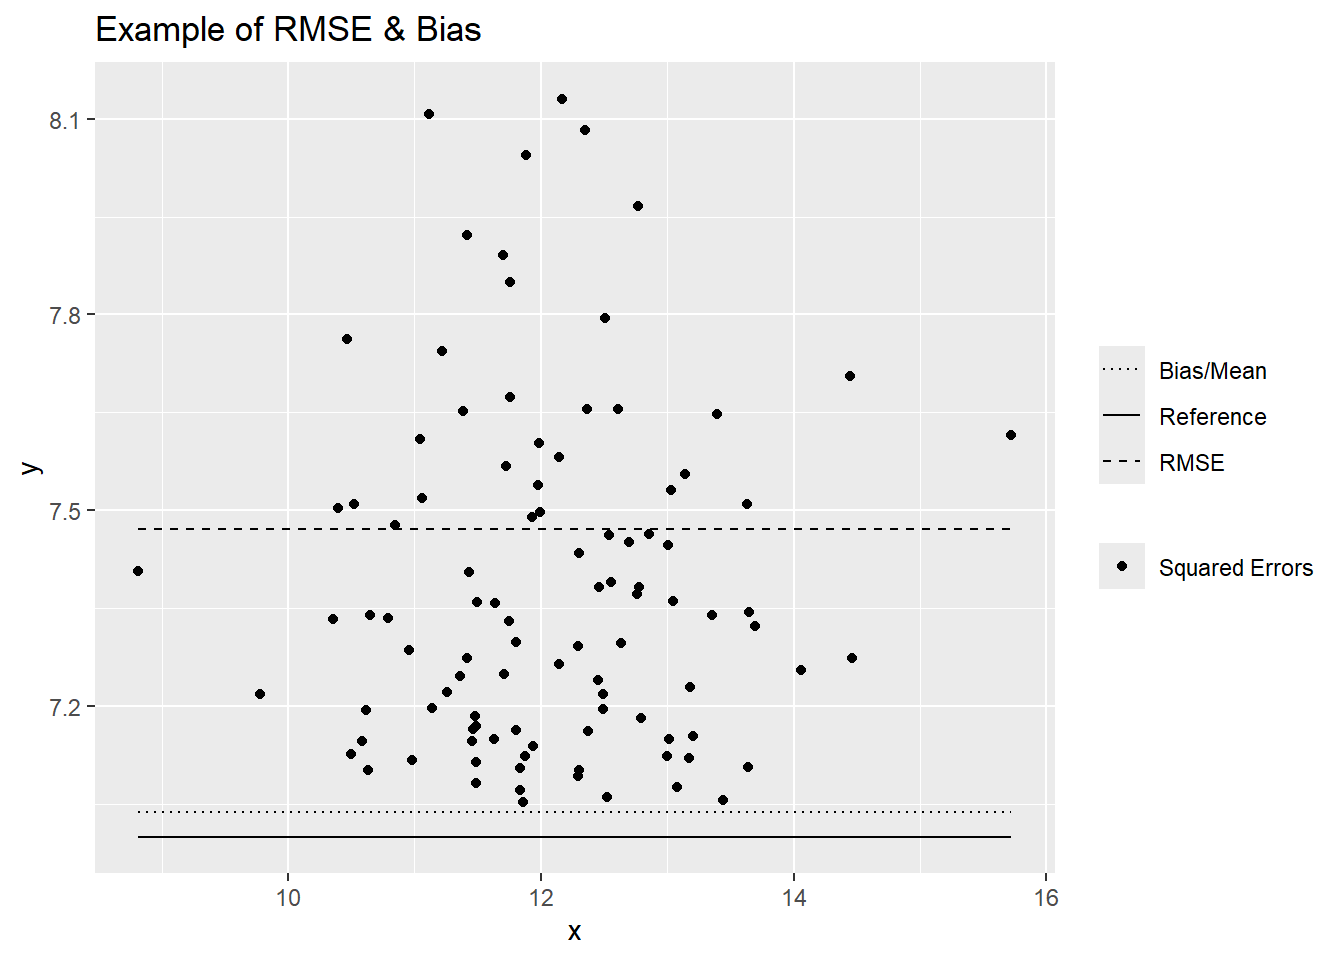 Example of RMSE & Bias
8.1
7.8
7.5
7.2
y
10
12
14
16
x
Bias/Mean
Reference
RMSE
Squared Errors